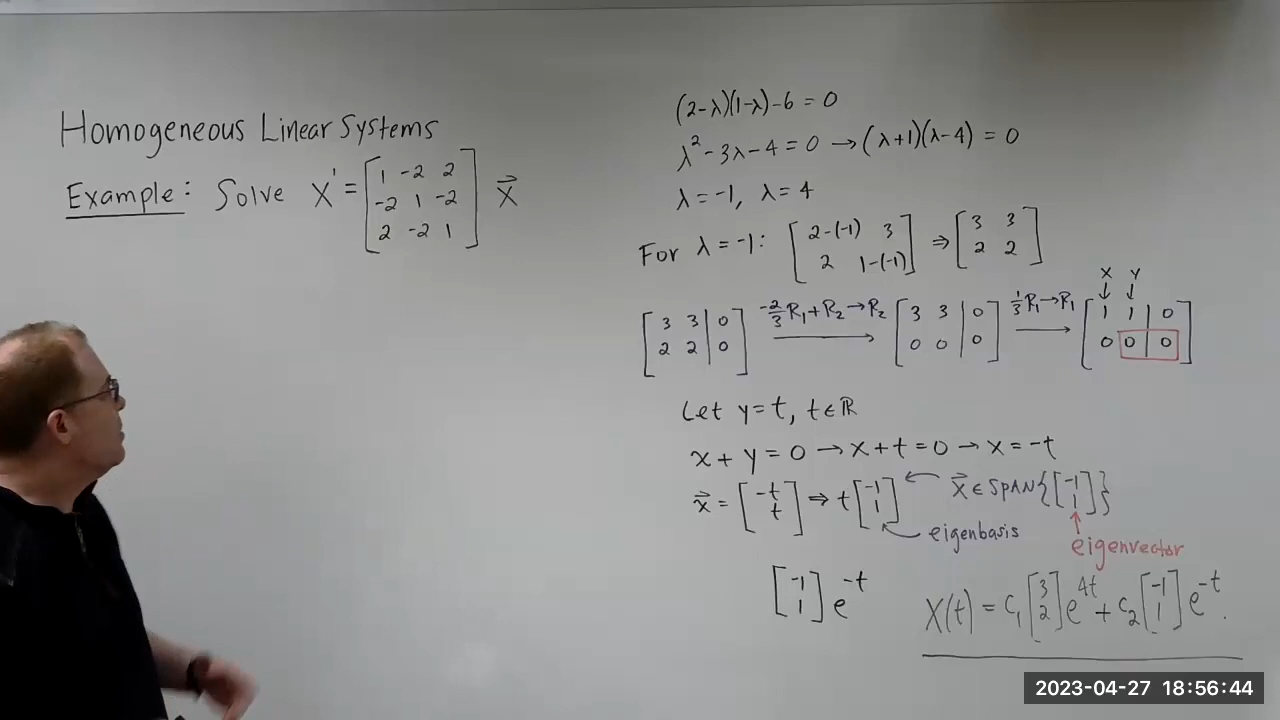 Homogeneous Linear Systems
Example: Solve X' = [1 -2 2; -2 1 -2; 2 -2 1] x⃗
(2-λ)(1-λ)-6 = 0
λ² - 3λ - 4 = 0 → (λ+1)(λ-4) = 0
λ = -1, λ = 4
For λ = -1: [2-(-1) 3; 2 1-(-1)] ⇒ [3 3; 2 2]
x y
↓ ↓
[3 3 | 0; 2 2 | 0] -2/3 R₁ + R₂ → R₂ [3 3 | 0; 0 0 | 0] 1/3 R₁ → R₁ [1 1 | 0; 0 0 | 0]
Let y = t, t ∈ ℝ
x + y = 0 → x + t = 0 → x = -t
x⃗ = [-t; t] ⇒ t[-1; 1] x⃗ ∈ SPAN{[-1; 1]}
eigenbasis
eigenvector
[-1; 1] e^-t
X(t) = c₁[3; 2]e^4t + c₂[-1; 1]e^-t.
2023-04-27 18:56:44